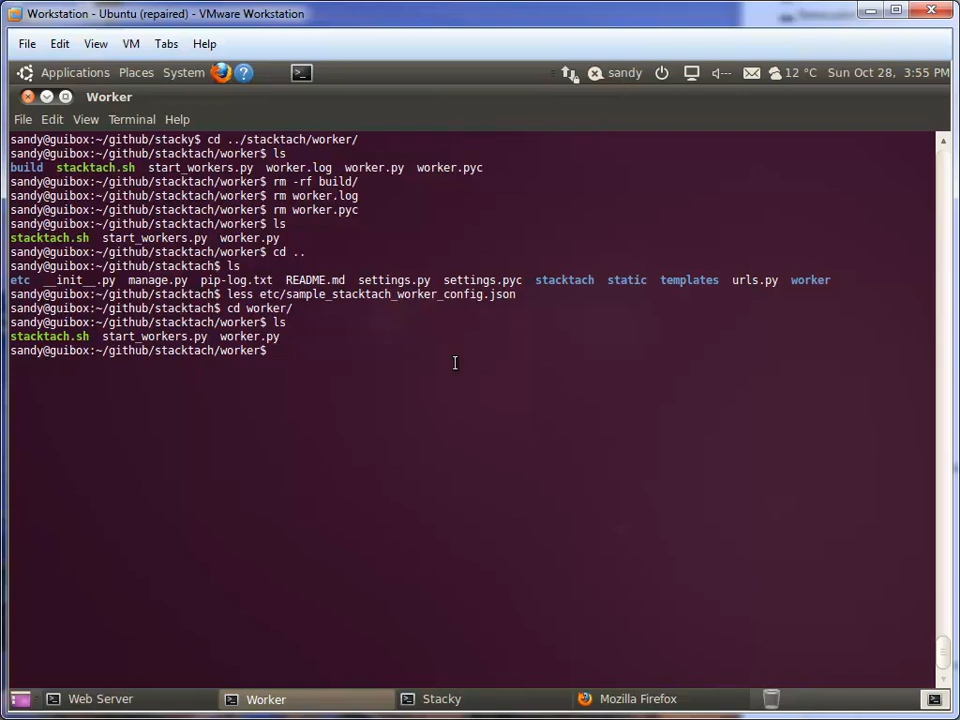 Workstation - Ubuntu (repaired) - VMware Workstation
File Edit View VM Tabs Help
Applications Places System ? sandy 12 °C Sun Oct 28, 3:55 PM
Worker
File Edit View Terminal Help
sandy@guibox:~/github/stacky$ cd ../stacktach/worker/
sandy@guibox:~/github/stacktach/worker$ ls
build stacktach.sh start_workers.py worker.log worker.py worker.pyc
sandy@guibox:~/github/stacktach/worker$ rm -rf build/
sandy@guibox:~/github/stacktach/worker$ rm worker.log
sandy@guibox:~/github/stacktach/worker$ rm worker.pyc
sandy@guibox:~/github/stacktach/worker$ ls
stacktach.sh start_workers.py worker.py
sandy@guibox:~/github/stacktach/worker$ cd ..
sandy@guibox:~/github/stacktach$ ls
etc __init__.py manage.py pip-log.txt README.md settings.py settings.pyc stacktach static templates urls.py worker
sandy@guibox:~/github/stacktach$ less etc/sample_stacktach_worker_config.json
sandy@guibox:~/github/stacktach$ cd worker/
sandy@guibox:~/github/stacktach/worker$ ls
stacktach.sh start_workers.py worker.py
sandy@guibox:~/github/stacktach/worker$
Web Server Worker Stacky Mozilla Firefox